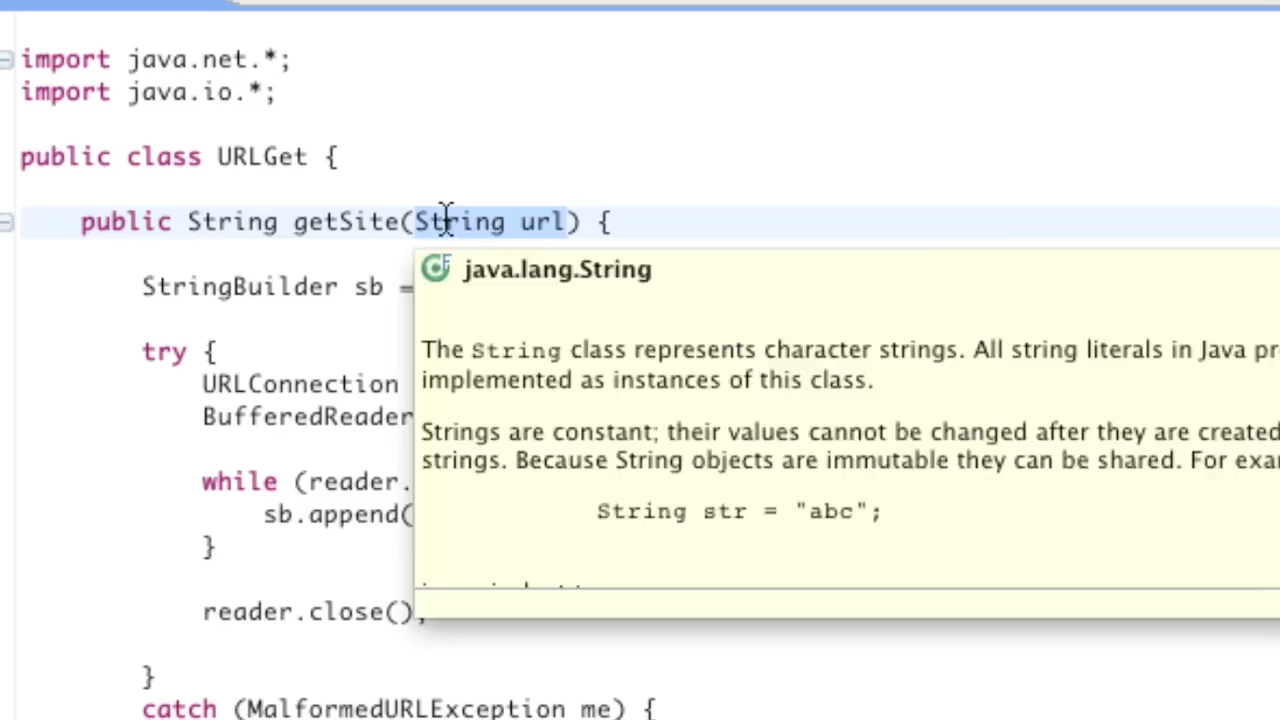 import java.net.*;
import java.io.*;
public class URLGet {
public String getSite(String url) {
StringBuilder sb =
java.lang.String
The String class represents character strings. All string literals in Java pr
implemented as instances of this class.
Strings are constant; their values cannot be changed after they are created
strings. Because String objects are immutable they can be shared. For exa
String str = "abc";
try {
URLConnection
BufferedReader
while (reader.
sb.append(
}
reader.close();
}
catch (MalformedURLException me) {